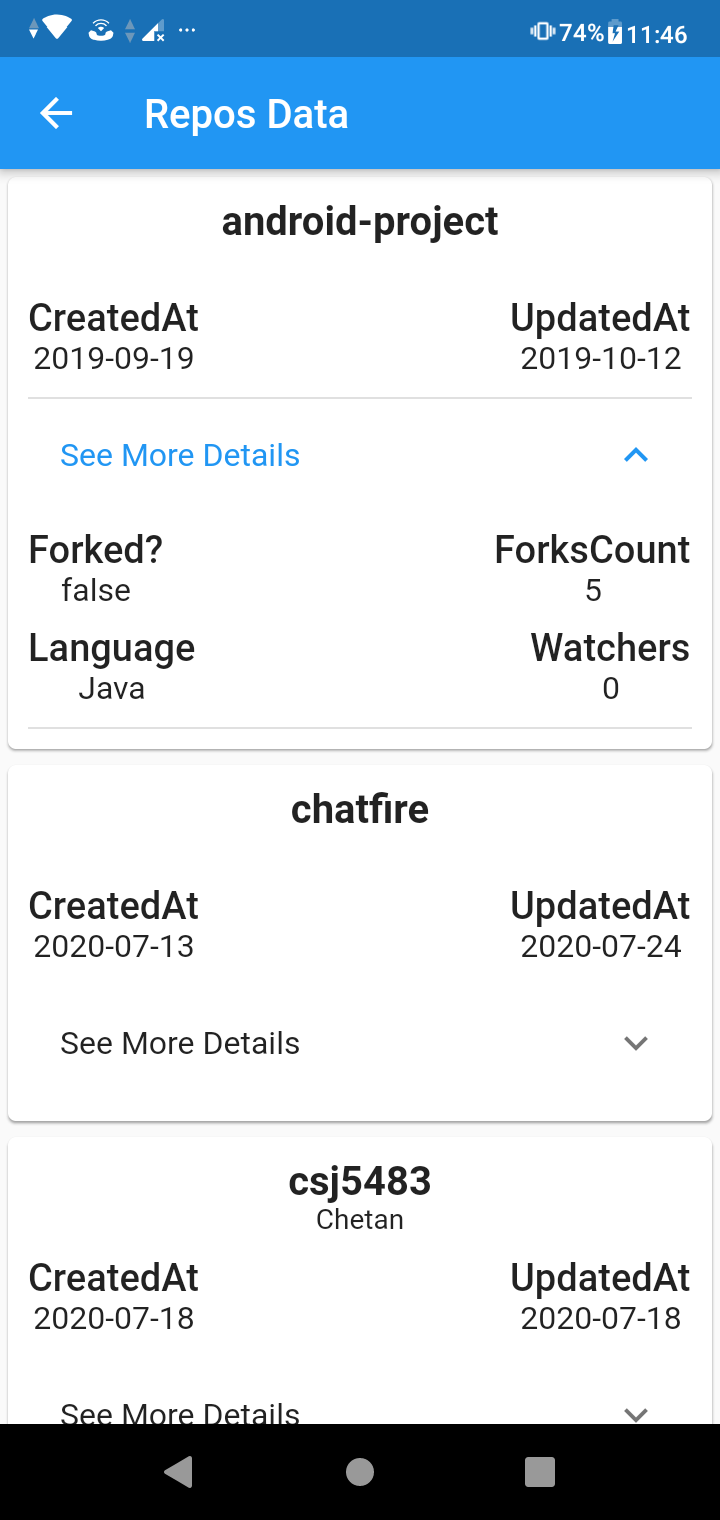 74% 11:46
Repos Data
android-project
CreatedAt UpdatedAt
2019-09-19 2019-10-12
See More Details
Forked? ForksCount
false 5
Language Watchers
Java 0
chatfire
CreatedAt UpdatedAt
2020-07-13 2020-07-24
See More Details
csj5483
Chetan
CreatedAt UpdatedAt
2020-07-18 2020-07-18
See More Details